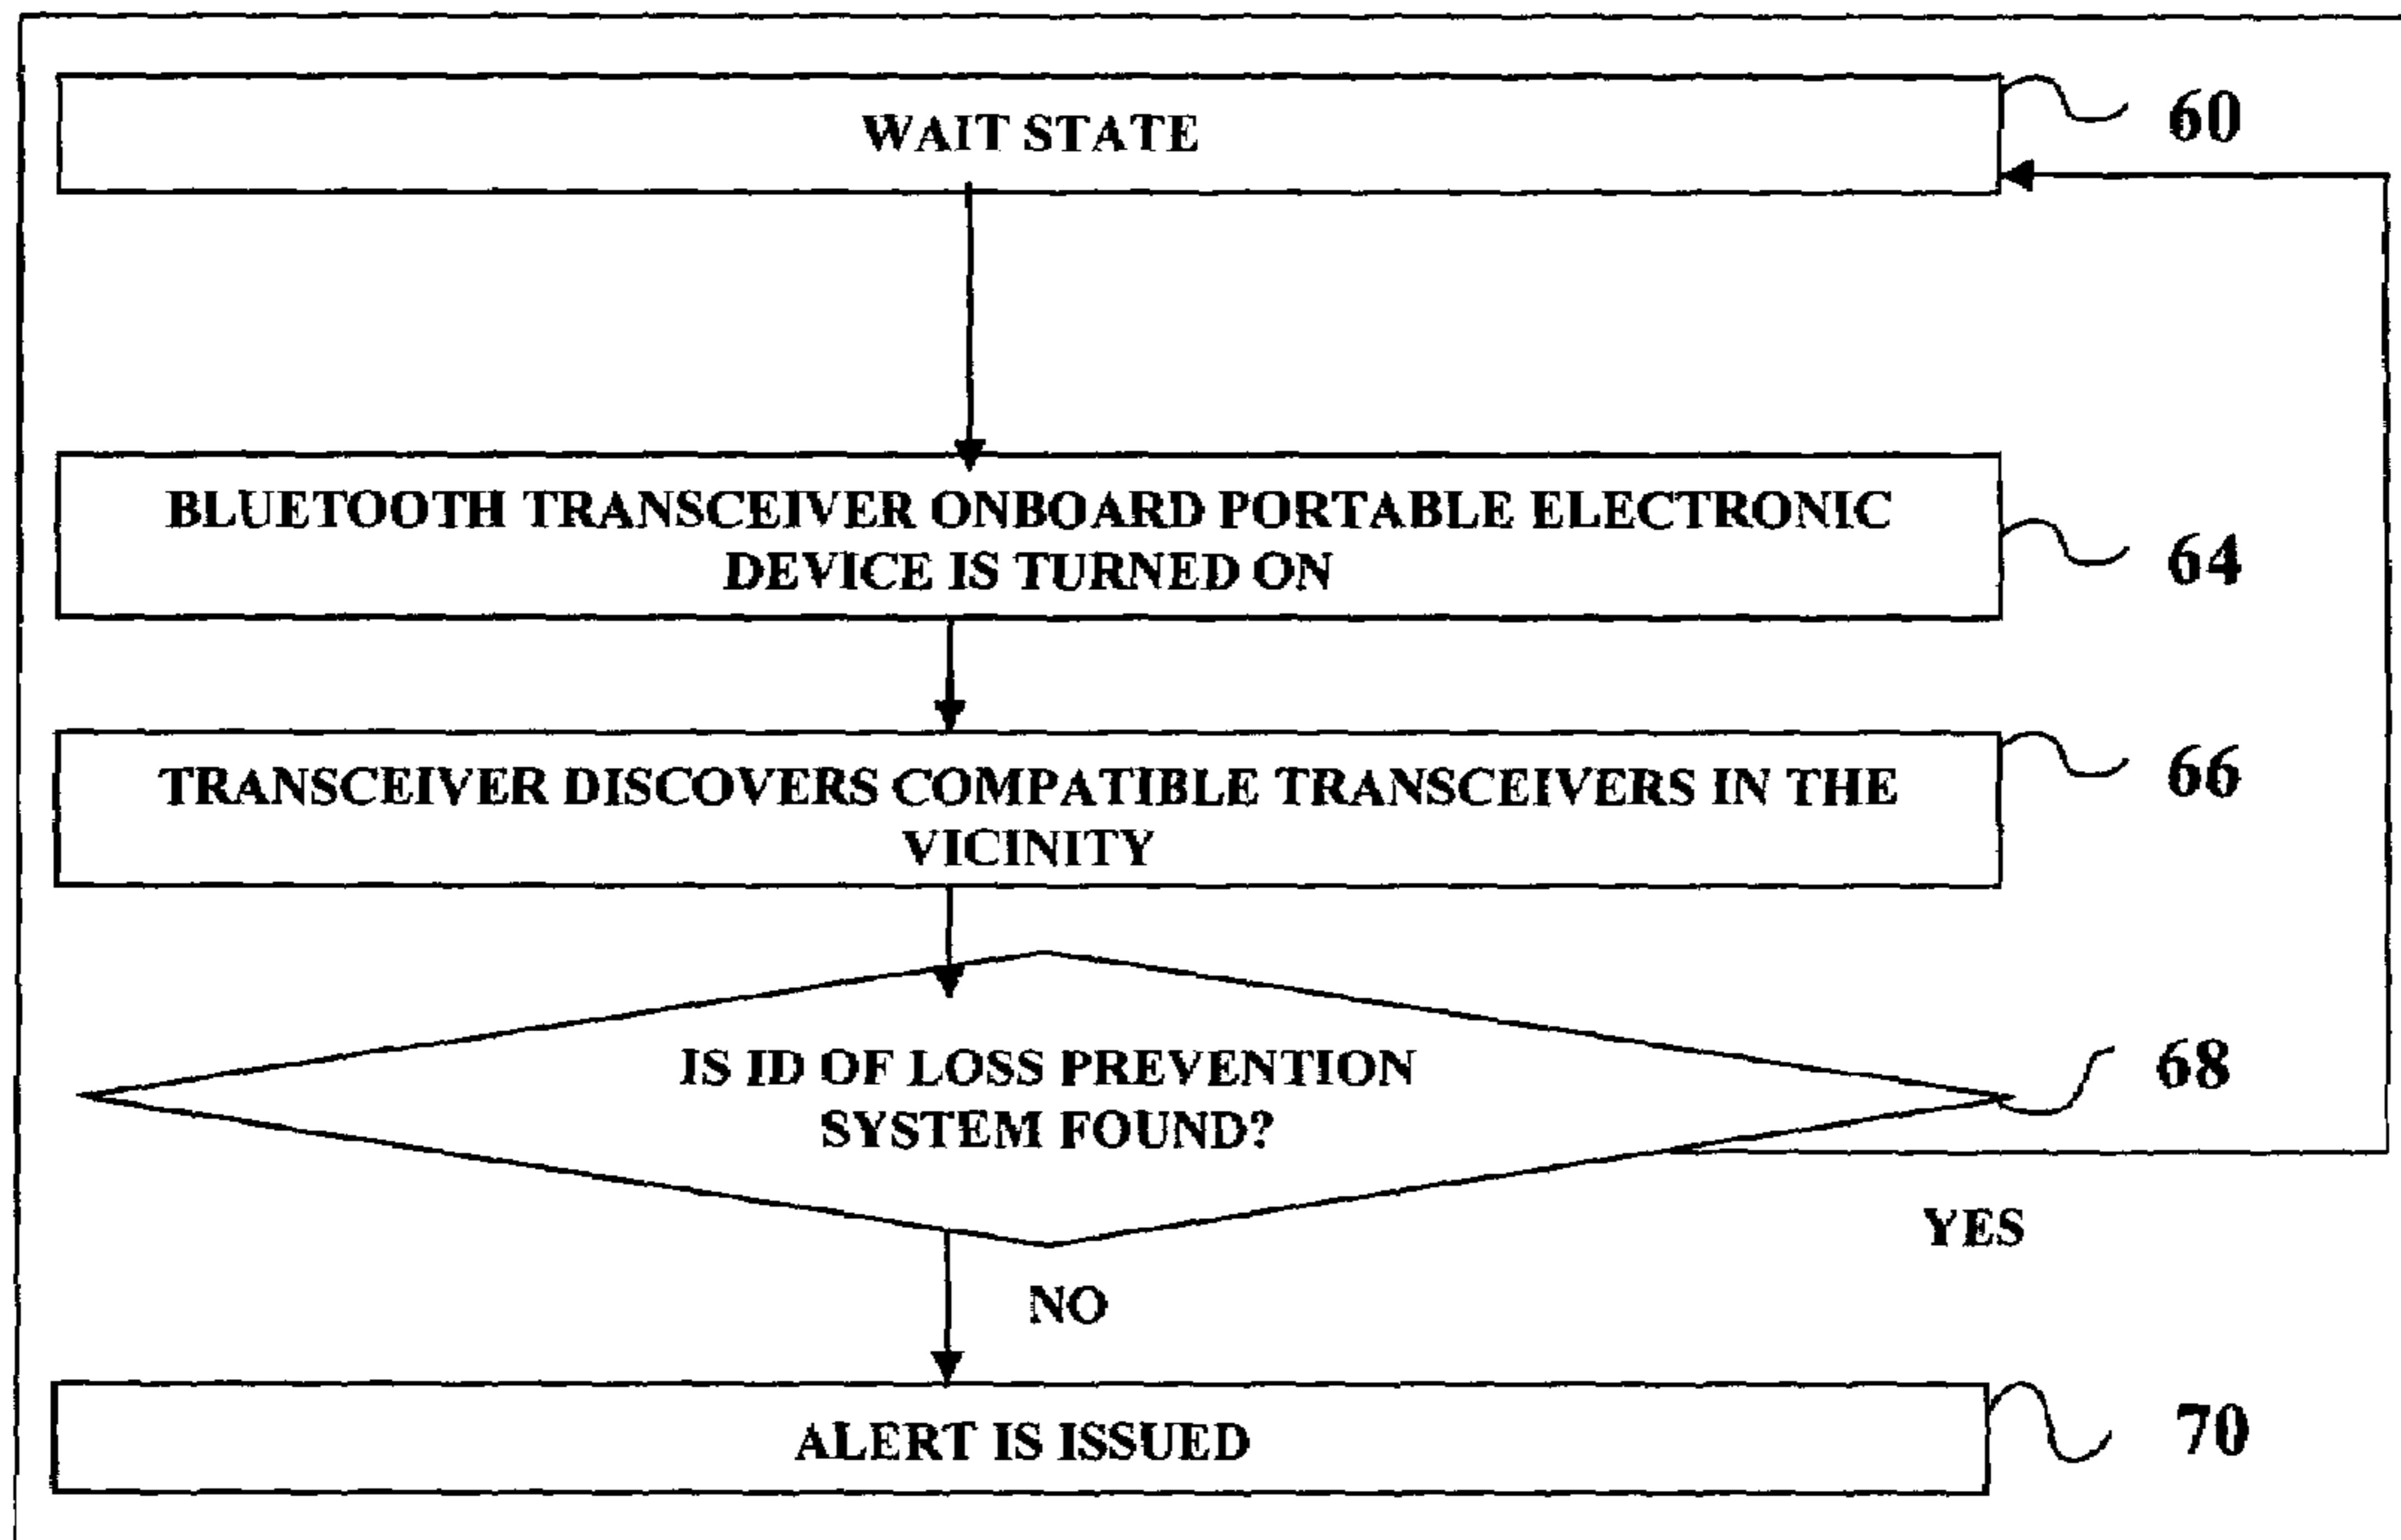 WAIT STATE
60
BLUETOOTH TRANSCEIVER ONBOARD PORTABLE ELECTRONIC
DEVICE IS TURNED ON
64
TRANSCEIVER DISCOVERS COMPATIBLE TRANSCEIVERS IN THE
VICINITY
66
IS ID OF LOSS PREVENTION
SYSTEM FOUND?
68
YES
NO
ALERT IS ISSUED
70